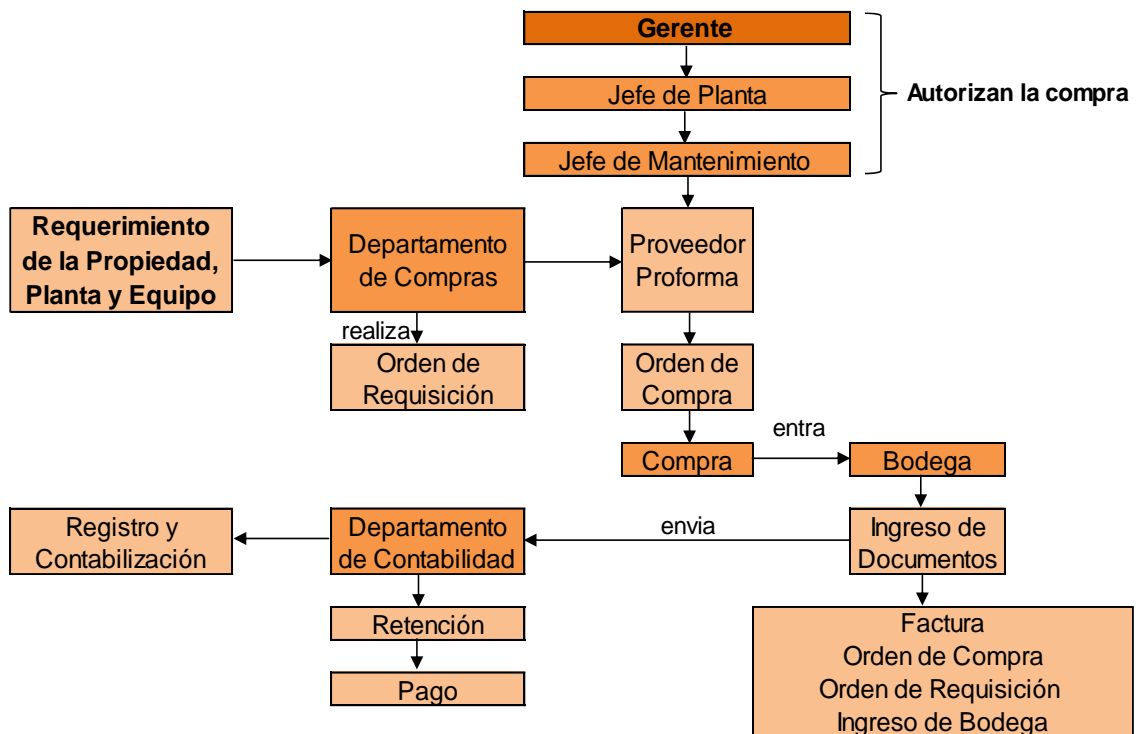 Gerente
Jefe de Planta
Autorizan la compra
Jefe de Mantenimiento
Requerimiento
de la Propiedad,
Planta y Equipo
Departamento
de Compras
Proveedor
Proforma
realiza
Orden de
Requisición
Orden de
Compra
Compra
entra
Bodega
Registro y
Contabilización
Departamento
de Contabilidad
envia
Ingreso de
Documentos
Retención
Pago
Factura
Orden de Compra
Orden de Requisición
Ingreso de Bodega